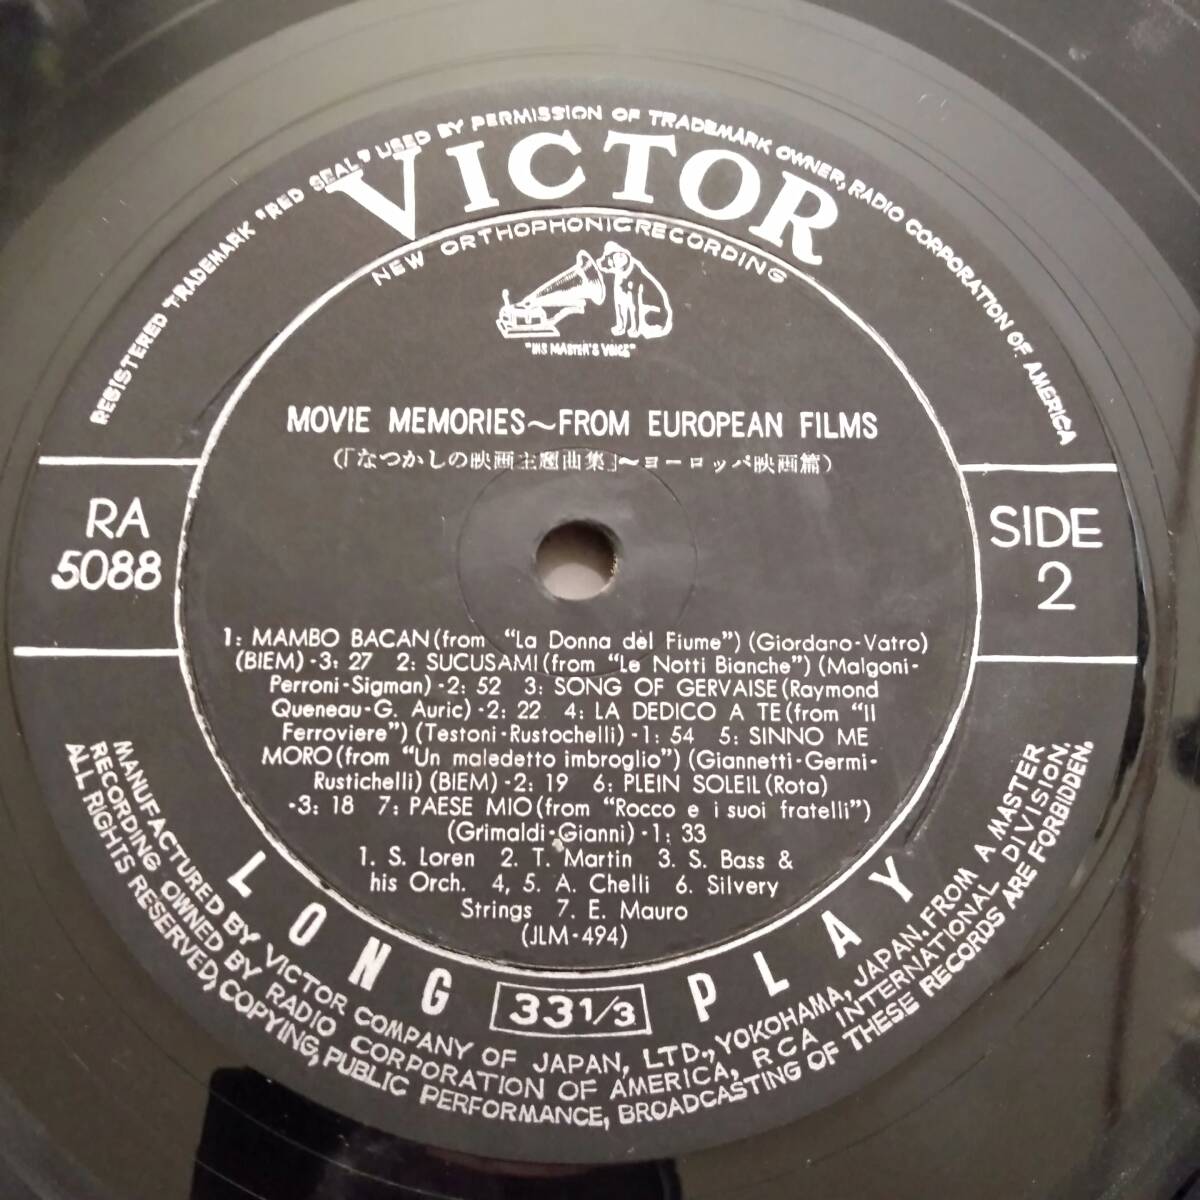 REGISTERED TRADEMARK "RED SEAL" USED BY PERMISSION OF TRADEMARK OWNER, RADIO CORPORATION OF AMERICA
VICTOR
NEW ORTHOPHONIC RECORDING
"HIS MASTER'S VOICE"
MOVIE MEMORIES~FROM EUROPEAN FILMS
(「なつかしの映画主題曲集」~ヨーロッパ映画篇)
RA
5088
SIDE
2
1: MAMBO BACAN (from "La Donna del Fiume") (Giordano-Vatro)
(BIEM)-3: 27 2: SUCUSAMI (from "Le Notti Bianche") (Malgoni-
Perroni-Sigman)-2: 52 3: SONG OF GERVAISE (Raymond
Queneau-G. Auric)-2: 22 4: LA DEDICO A TE (from "Il
Ferroviere") (Testoni-Rustochelli)-1: 54 5: SINNO ME
MORO (from "Un maledetto imbroglio") (Giannetti-Germi-
Rustichelli) (BIEM)-2: 19 6: PLEIN SOLEIL (Rota)
-3: 18 7: PAESE MIO (from "Rocco e i suoi fratelli")
(Grimaldi-Gianni)-1: 33
1. S. Loren 2. T. Martin 3. S. Bass &
his Orch. 4, 5. A. Chelli 6. Silvery
Strings 7. E. Mauro
(JLM-494)
LONG 33 1/3 PLAY
MANUFACTURED BY VICTOR COMPANY OF JAPAN, LTD., YOKOHAMA, JAPAN. FROM A MASTER
RECORDING OWNED BY RADIO CORPORATION OF AMERICA, RCA INTERNATIONAL DIVISION.
ALL RIGHTS RESERVED, COPYING, PUBLIC PERFORMANCE, BROADCASTING OF THESE RECORDS ARE FORBIDDEN.